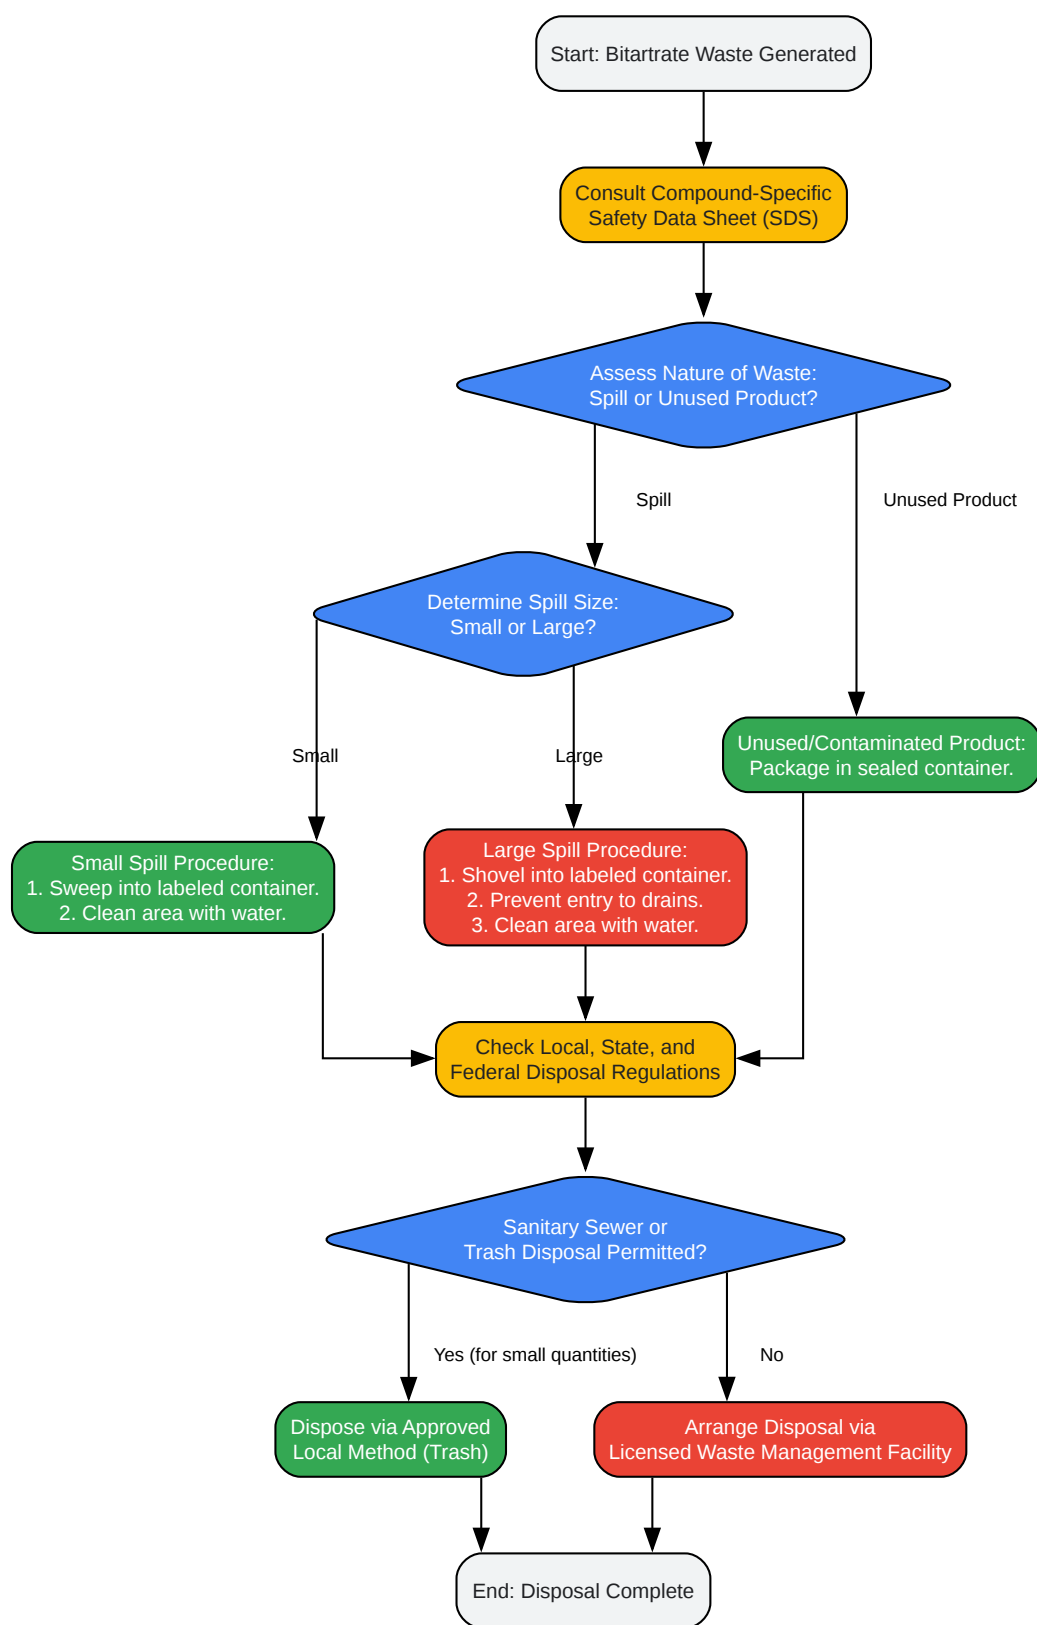 Start: Bitartrate Waste Generated
Consult Compound-Specific
Safety Data Sheet (SDS)
Assess Nature of Waste:
Spill or Unused Product?
Spill
Unused Product
Determine Spill Size:
Small or Large?
Small
Large
Unused/Contaminated Product:
Package in sealed container.
Small Spill Procedure:
1. Sweep into labeled container.
2. Clean area with water.
Large Spill Procedure:
1. Shovel into labeled container.
2. Prevent entry to drains.
3. Clean area with water.
Check Local, State, and
Federal Disposal Regulations
Sanitary Sewer or
Trash Disposal Permitted?
Yes (for small quantities)
No
Dispose via Approved
Local Method (Trash)
Arrange Disposal via
Licensed Waste Management Facility
End: Disposal Complete